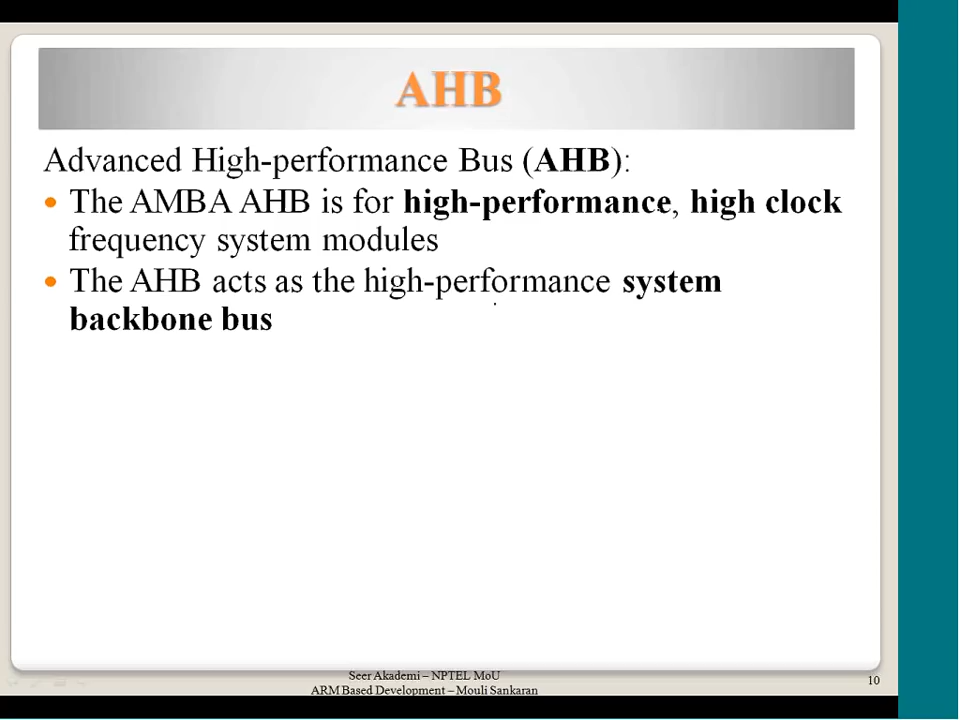 AHB
Advanced High-performance Bus (AHB):
• The AMBA AHB is for high-performance, high clock
frequency system modules
• The AHB acts as the high-performance system
backbone bus
Seer Akademi – NPTEL MoU
ARM Based Development – Mouli Sankaran
10